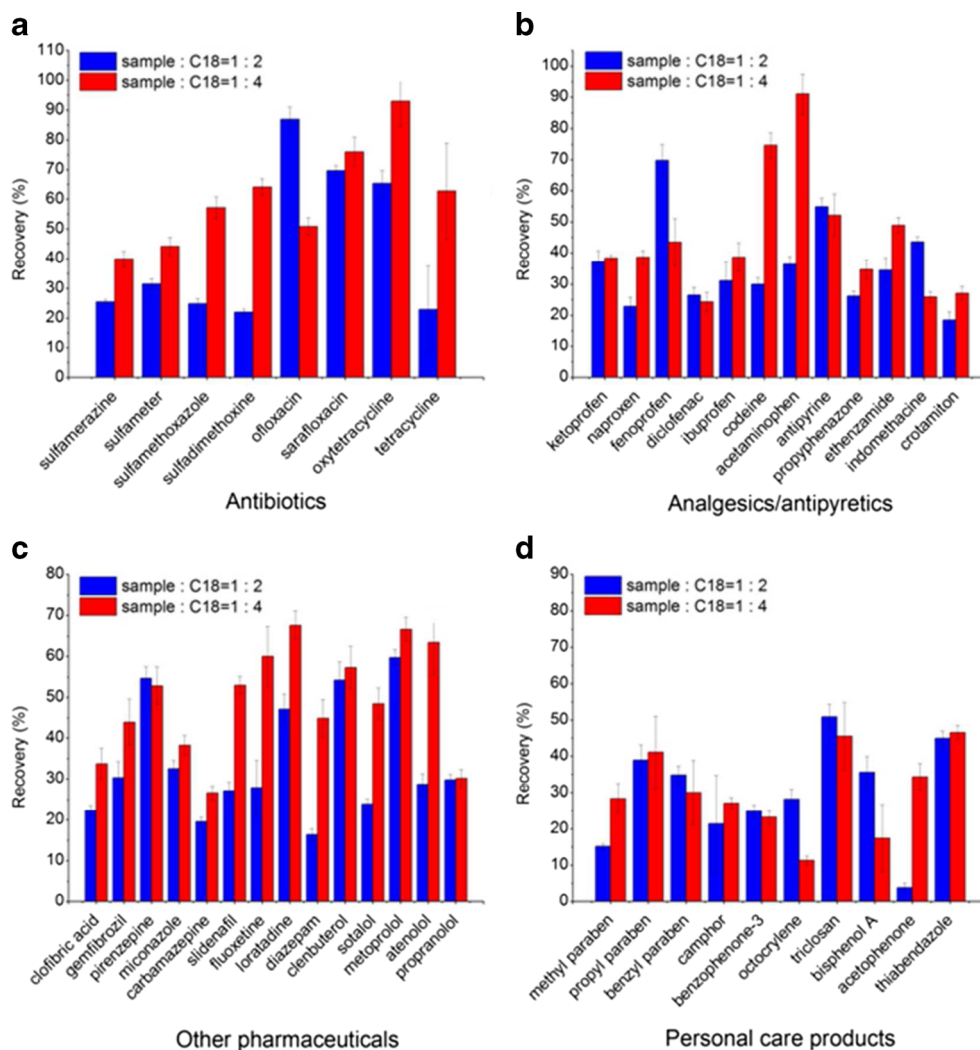 a
sample : C18=1 : 2
sample : C18=1 : 4
110
100
90
80
70
60
50
40
30
20
10
0
Recovery (%)
sulfamerazine
sulfameter
sulfamethoxazole
sulfadimethoxine
ofloxacin
sarafloxacin
oxytetracycline
tetracycline
Antibiotics
b
sample : C18=1 : 2
sample : C18=1 : 4
100
90
80
70
60
50
40
30
20
10
0
Recovery (%)
ketoprofen
naproxen
fenoprofen
diclofenac
ibuprofen
codeine
acetaminophen
antipyrine
propyphenazone
ethenzamide
indomethacine
crotamiton
Analgesics/antipyretics
c
sample : C18=1 : 2
sample : C18=1 : 4
80
70
60
50
40
30
20
10
0
Recovery (%)
clofibric acid
gemfibrozil
pirenzepine
miconazole
carbamazepine
slidenafil
fluoxetine
loratadine
diazepam
clenbuterol
sotalol
metoprolol
atenolol
propranolol
Other pharmaceuticals
d
sample : C18=1 : 2
sample : C18=1 : 4
90
80
70
60
50
40
30
20
10
0
Recovery (%)
methyl paraben
propyl paraben
benzyl paraben
camphor
benzophenone-3
octocrylene
triclosan
bisphenol A
acetophenone
thiabendazole
Personal care products